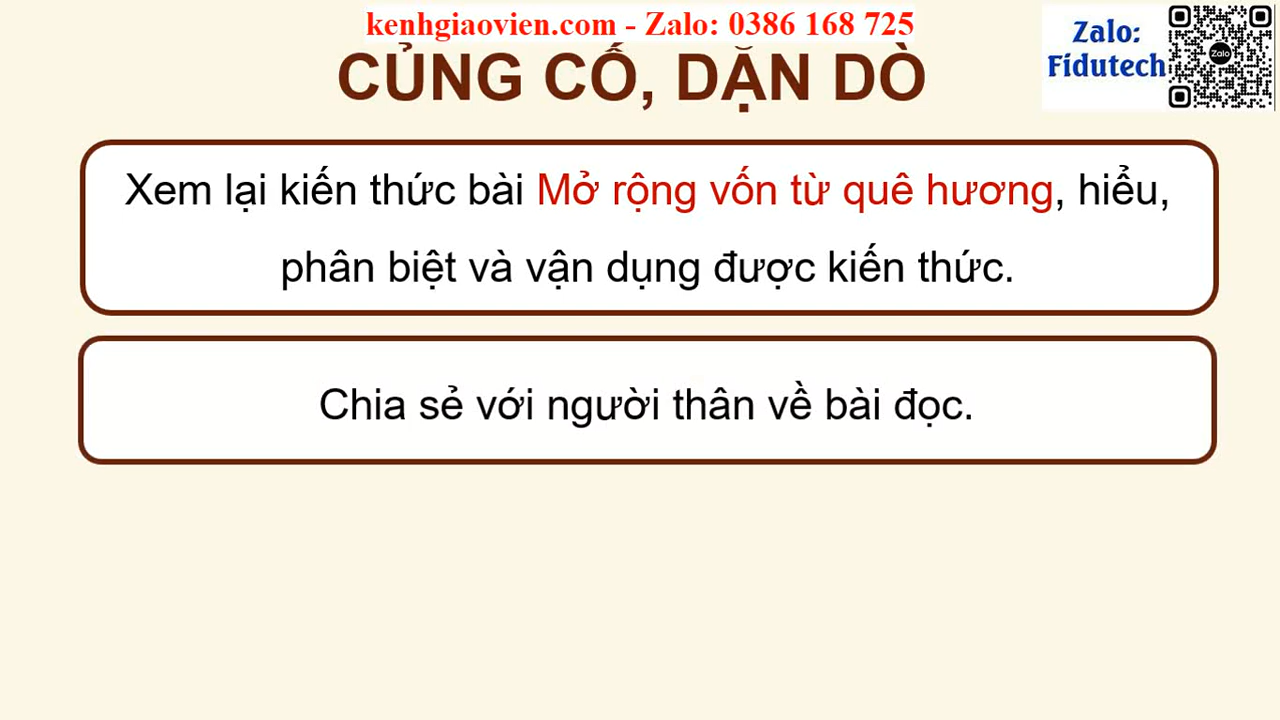 kenhgiaovien.com - Zalo: 0386 168 725
Zalo:
Fidutech
Zalo
CỦNG CỐ, DẶN DÒ
Xem lại kiến thức bài Mở rộng vốn từ quê hương, hiểu,
phân biệt và vận dụng được kiến thức.
Chia sẻ với người thân về bài đọc.